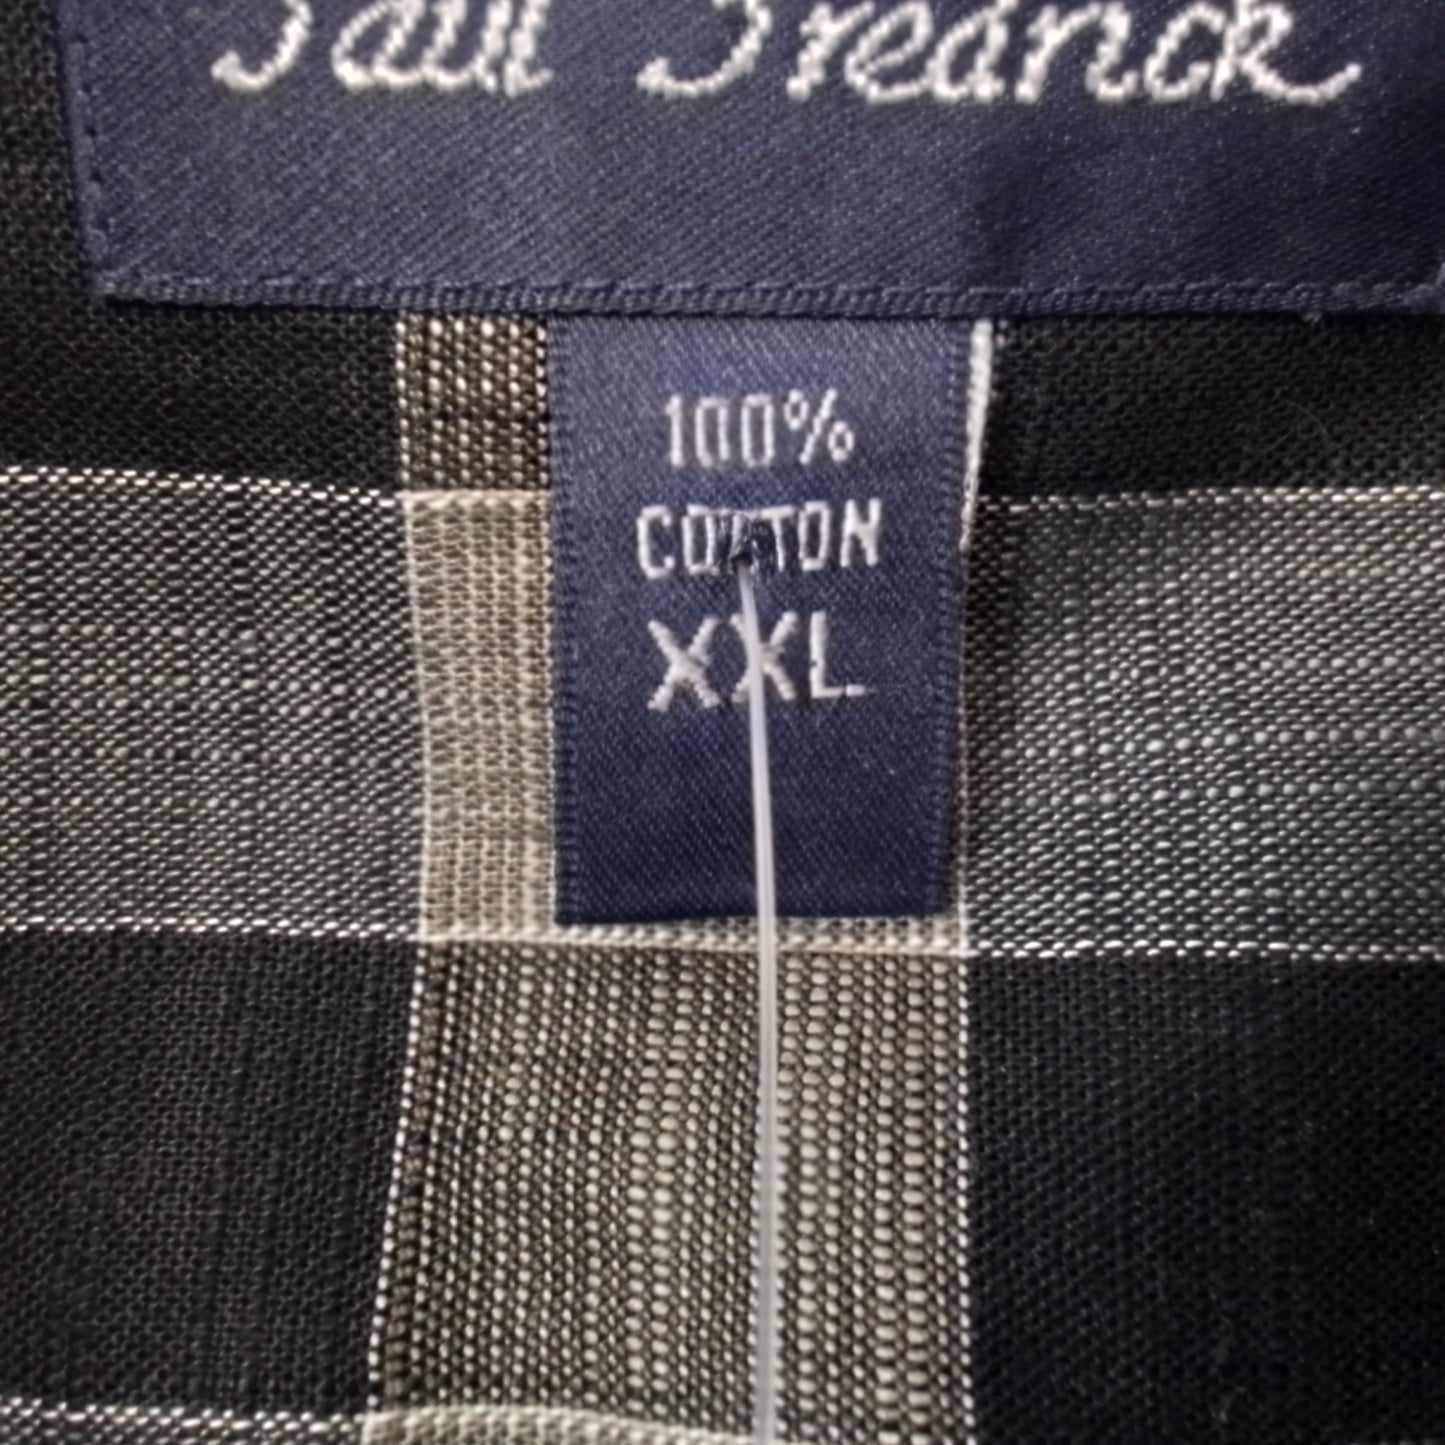 Paul Fredrick
100%
COTTON
XXL